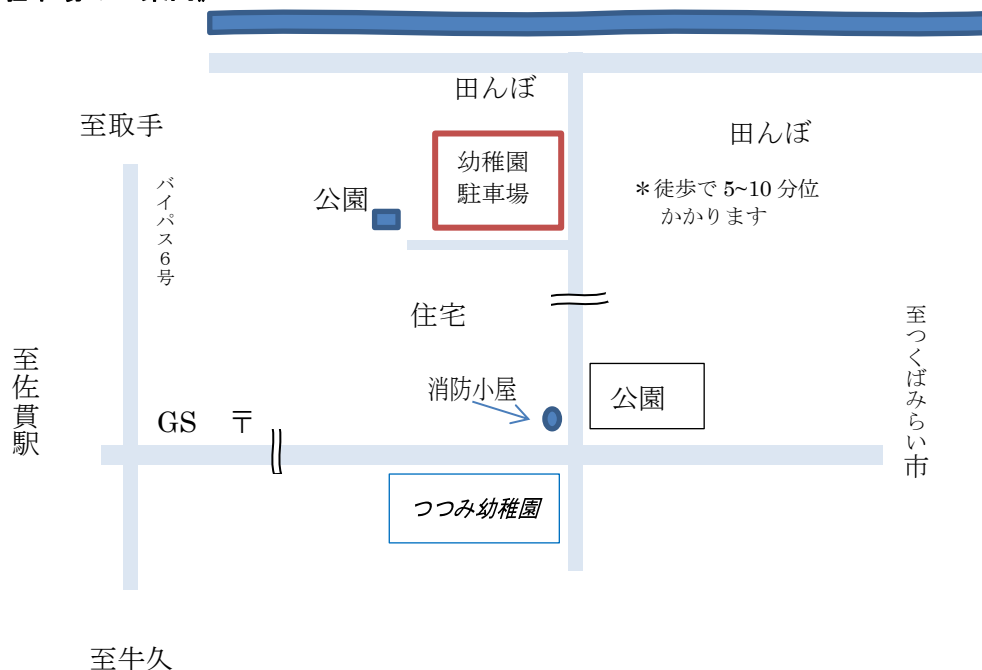 田んぼ
至取手
田んぼ
幼稚園
駐車場
バイパス6号
公園
＊徒歩で 5~10 分位
かかります
住宅
至つくばみらい市
至佐貫駅
消防小屋
公園
GS 〒
つつみ幼稚園
至牛久